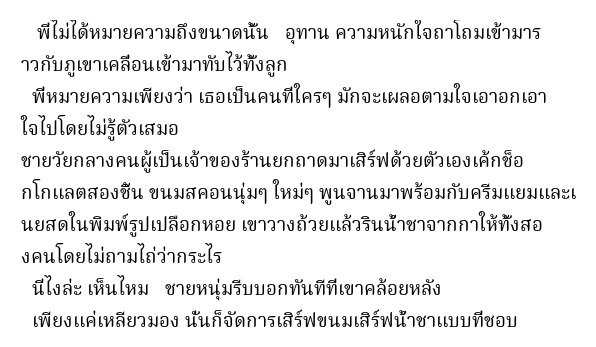 พี่ไม่ได้หมายความถึงขนาดนั้น   อุทาน ความหนักใจถาโถมเข้ามาร
าวกับภูเขาเคลื่อนเข้ามาทับไว้ทั้งลูก
พี่หมายความเพียงว่า เธอเป็นคนที่ใครๆ มักจะเผลอตามใจเอาอกเอา
ใจไปโดยไม่รู้ตัวเสมอ
ชายวัยกลางคนผู้เป็นเจ้าของร้านยกถาดมาเสิร์ฟด้วยตัวเองเค้กช็อ
กโกแลตสองชิ้น ขนมสคอนนุ่มๆ ใหม่ๆ พูนจานมาพร้อมกับครีมแยมและเ
นยสดในพิมพ์รูปเปลือกหอย เขาวางถ้วยแล้วรินน้ำชาจากกาให้ทั้งสอ
งคนโดยไม่ถามไถ่ว่ากระไร
นี่ไงล่ะ เห็นไหม   ชายหนุ่มรีบบอกทันทีที่เขาคล้อยหลัง
เพียงแค่เหลียวมอง นั่นก็จัดการเสิร์ฟขนมเสิร์ฟน้ำชาแบบที่ชอบ